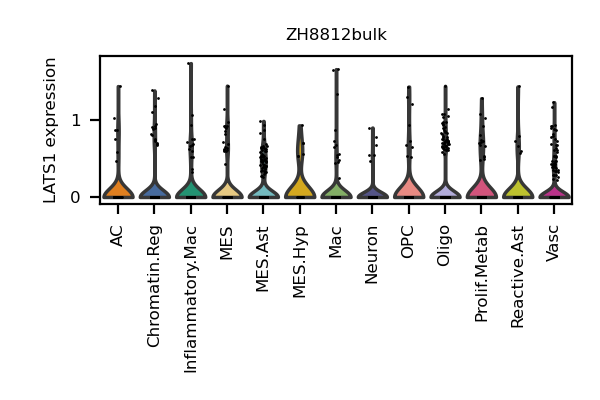 ZH8812bulk
LATS1 expression
1
0
AC
Chromatin.Reg
Inflammatory.Mac
MES
MES.Ast
MES.Hyp
Mac
Neuron
OPC
Oligo
Prolif.Metab
Reactive.Ast
Vasc